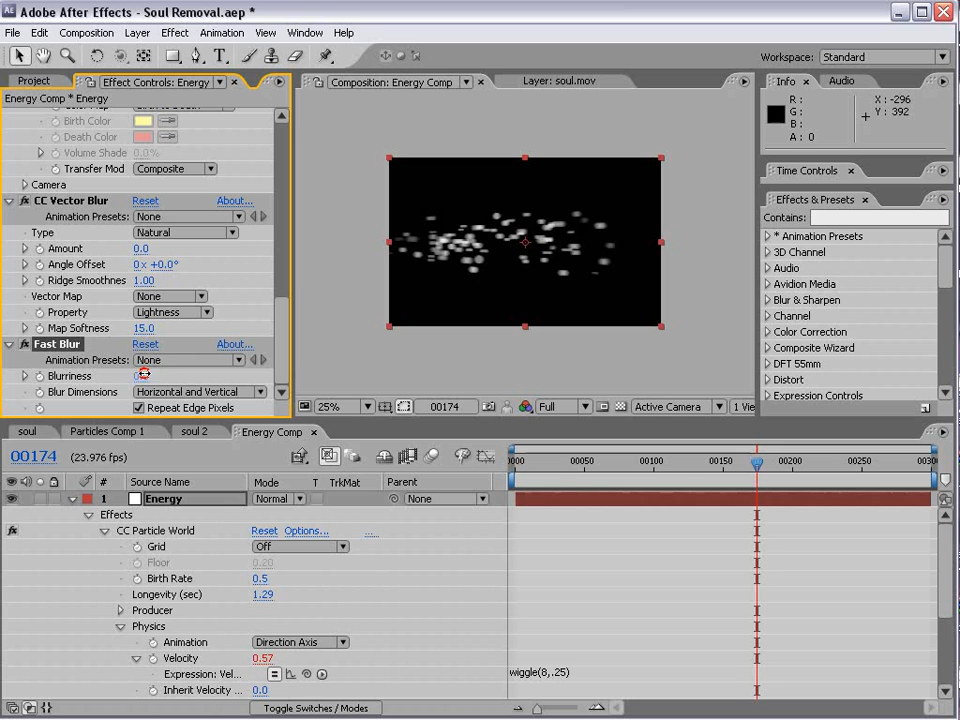 Adobe After Effects - Soul Removal.aep *
File Edit Composition Layer Effect Animation View Window Help
Workspace: Standard
Project Effect Controls: Energy
Energy Comp * Energy
Birth Color
Death Color
Volume Shade 0.0%
Transfer Mod Composite
Camera
CC Vector Blur Reset About...
Animation Presets: None
Type Natural
Amount 0.0
Angle Offset 0 x +0.0°
Ridge Smoothnes 1.00
Vector Map None
Property Lightness
Map Softness 15.0
Fast Blur Reset About...
Animation Presets: None
Blurriness
Blur Dimensions Horizontal and Vertical
Repeat Edge Pixels
Composition: Energy Comp Layer: soul.mov
25% 00174 Full Active Camera 1 Vie
Info Audio
R: X: -296
G: Y: 392
B:
A: 0
Time Controls
Effects & Presets
Contains:
* Animation Presets
3D Channel
Audio
Avidion Media
Blur & Sharpen
Channel
Color Correction
Composite Wizard
DFT 55mm
Distort
Expression Controls
soul Particles Comp 1 soul 2 Energy Comp
00174 (23.976 fps)
0000 00050 00100 00150 00200 00250 0030
# Source Name Mode T TrkMat Parent
1 Energy Normal None
Effects
CC Particle World Reset Options... ...
Grid Off
Floor 0.20
Birth Rate 0.5
Longevity (sec) 1.29
Producer
Physics
Animation Direction Axis
Velocity 0.57
Expression: Vel...
wiggle(8,.25)
Inherit Velocity ... 0.0
Toggle Switches / Modes